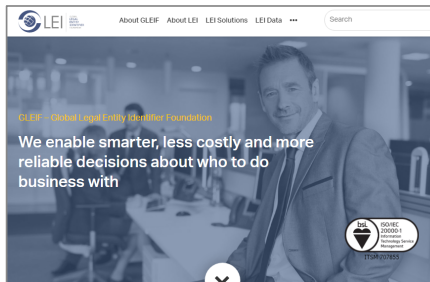 LEI
About GLEIF About LEI LEI Solutions LEI Data •••
Search
GLEIF – Global Legal Entity Identifier Foundation
We enable smarter, less costly and more
reliable decisions about who to do
business with
bsi.
ISO/IEC
20000-1
Information
Technology Service
Management